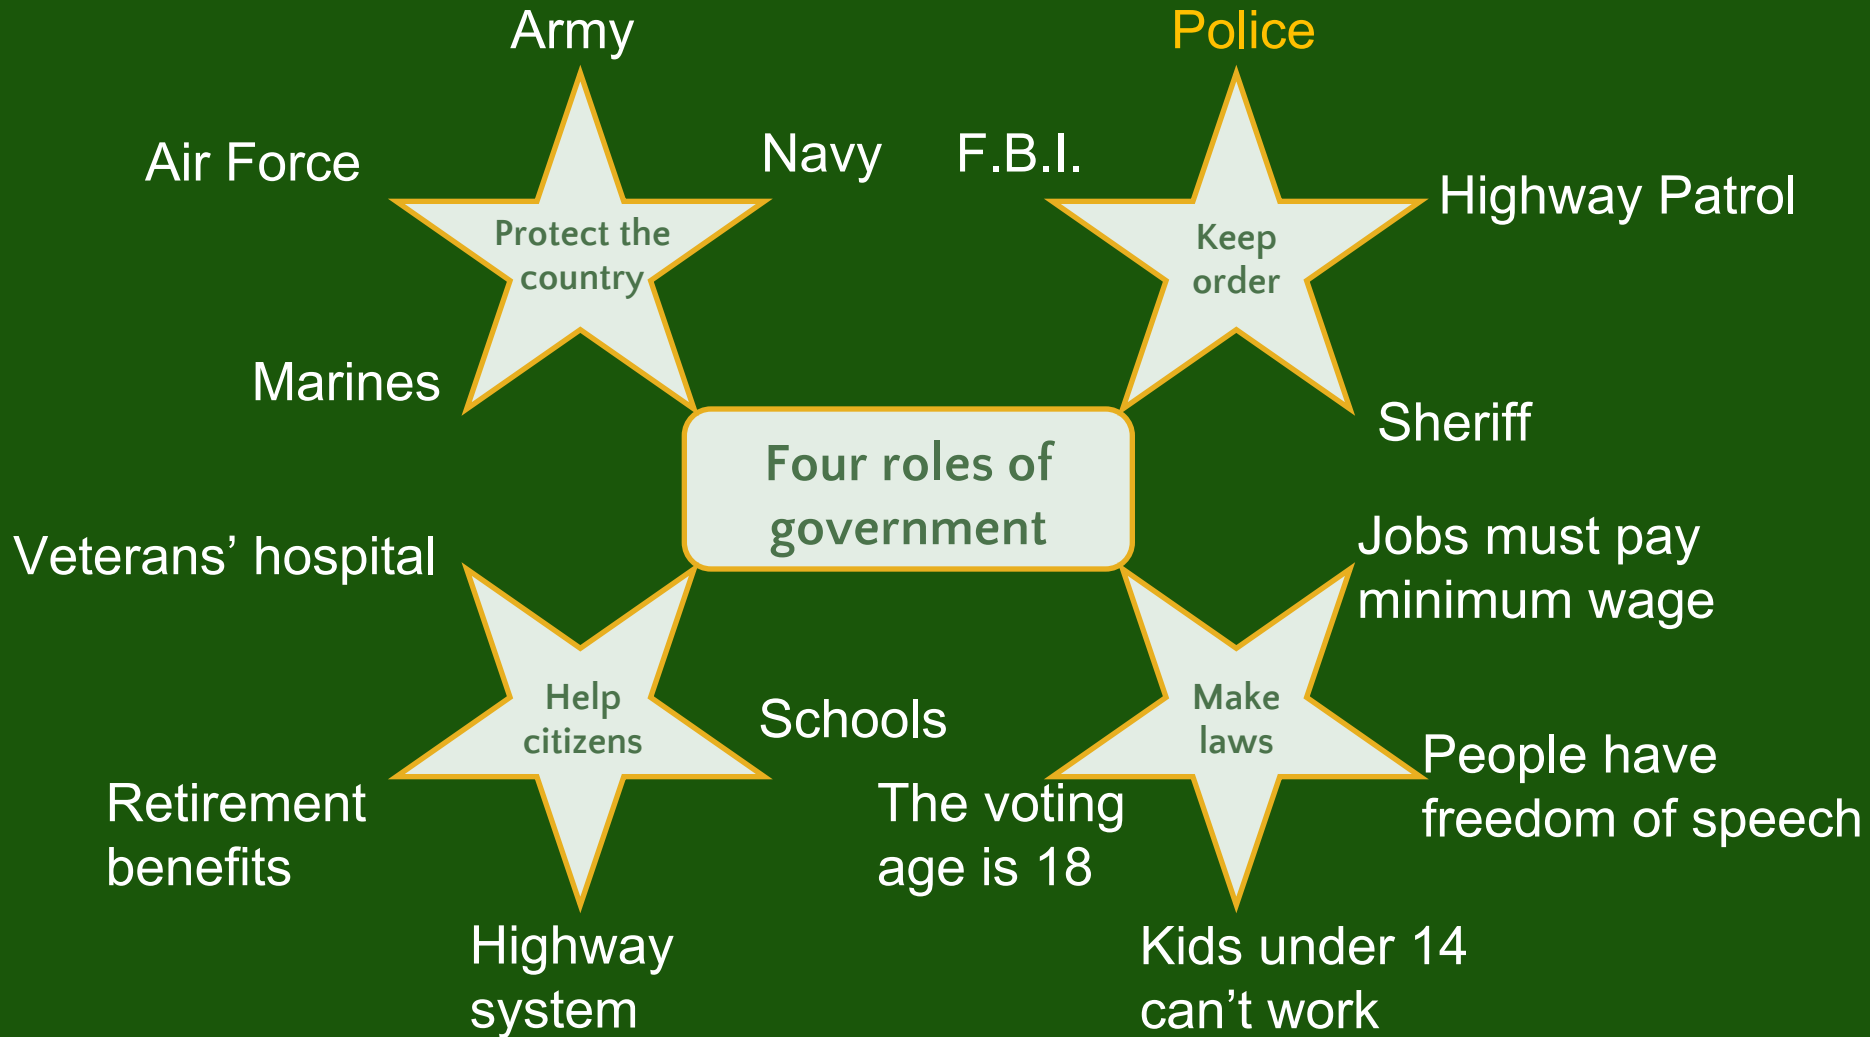 Army
Police
Air Force
Navy
F.B.I.
Highway Patrol
Protect the
country
Keep
order
Marines
Sheriff
Four roles of
government
Veterans’ hospital
Jobs must pay
minimum wage
Help
citizens
Schools
Make
laws
Retirement
benefits
The voting
age is 18
People have
freedom of speech
Highway
system
Kids under 14
can’t work